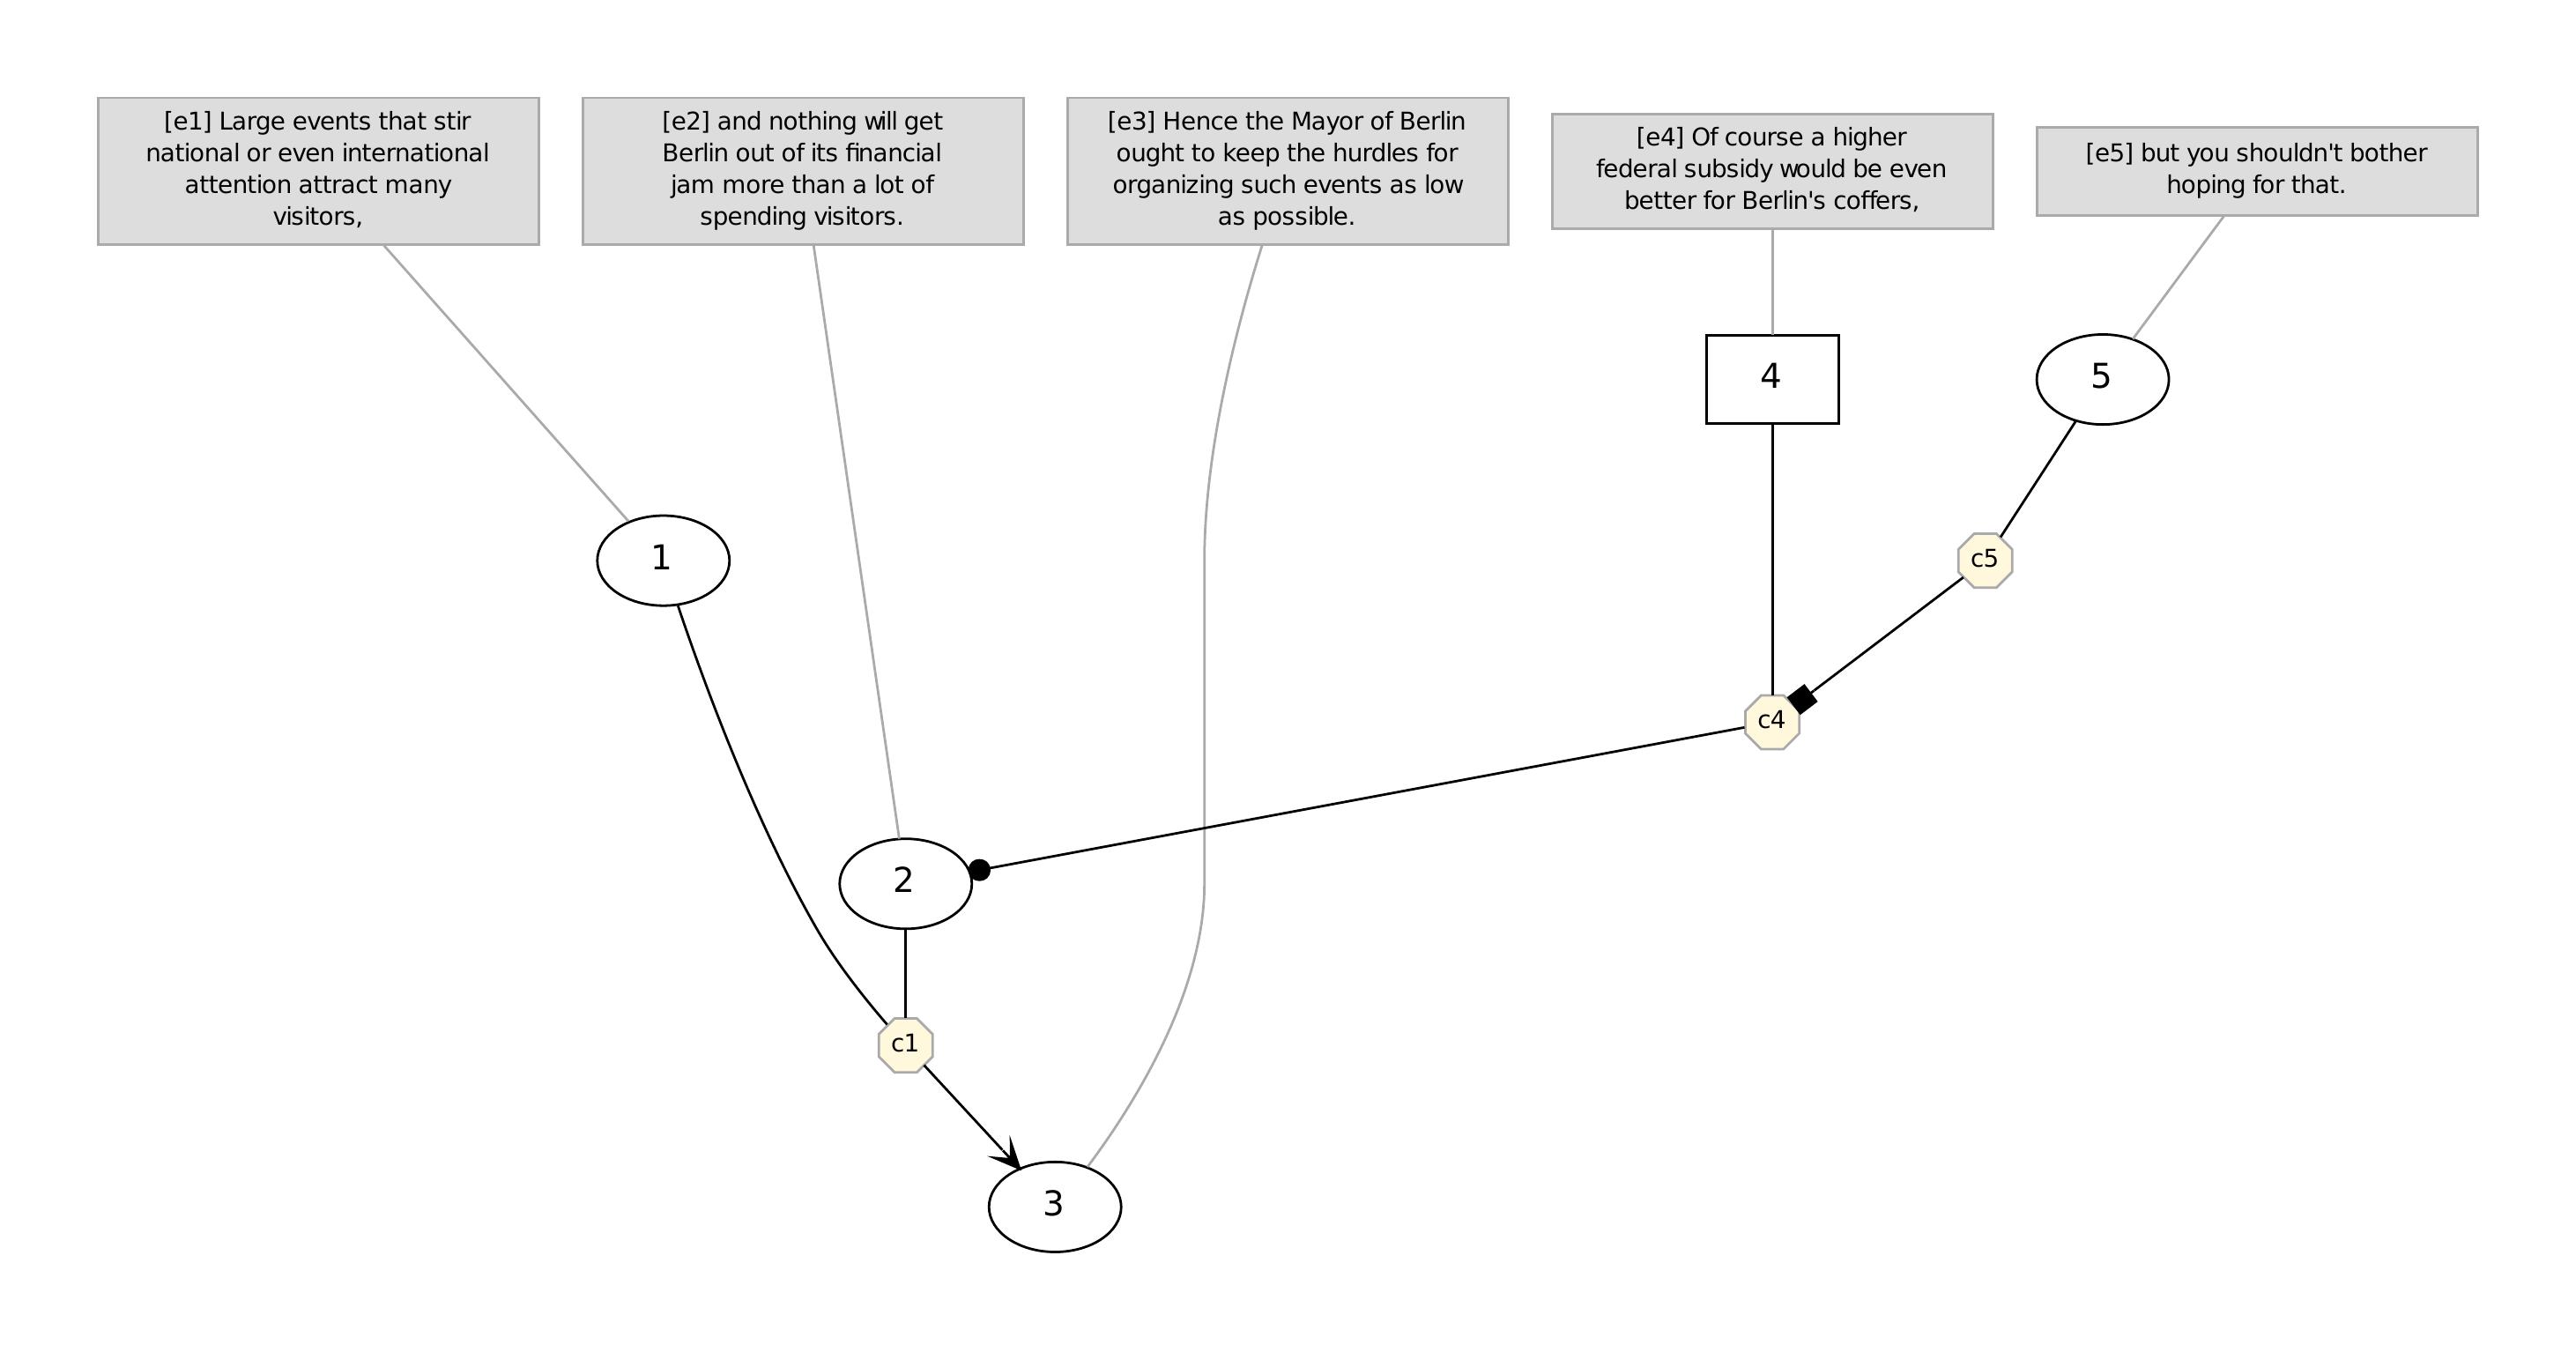 [e1] Large events that stir
national or even international
attention attract many
visitors,
[e2] and nothing will get
Berlin out of its financial
jam more than a lot of
spending visitors.
[e3] Hence the Mayor of Berlin
ought to keep the hurdles for
organizing such events as low
as possible.
[e4] Of course a higher
federal subsidy would be even
better for Berlin's coffers,
[e5] but you shouldn't bother
hoping for that.
4
5
1
c5
c4
2
c1
3